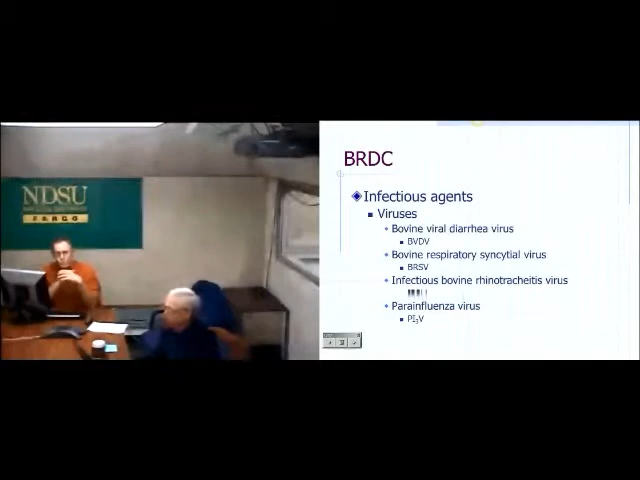 NDSU
FARGO
BRDC
Infectious agents
Viruses
Bovine viral diarrhea virus
BVDV
Bovine respiratory syncytial virus
BRSV
Infectious bovine rhinotracheitis virus
Parainfluenza virus
PI3V